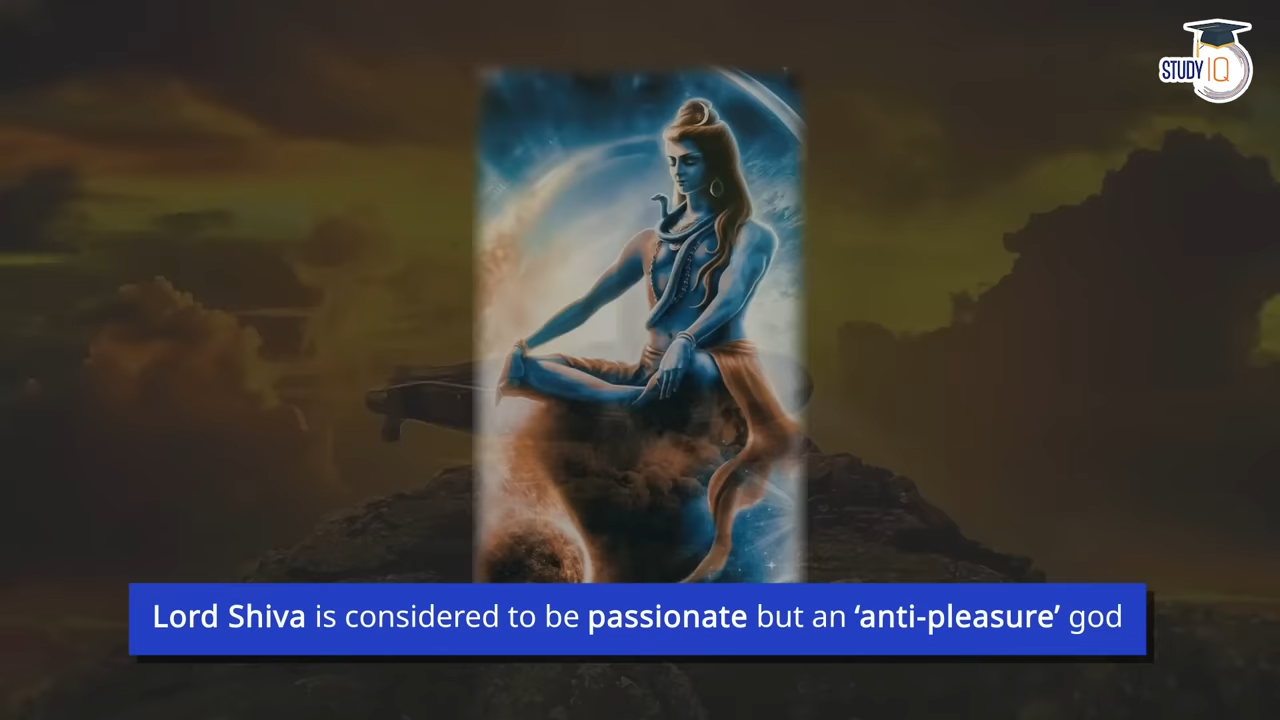 STUDY IQ
Lord Shiva is considered to be passionate but an ‘anti-pleasure’ god